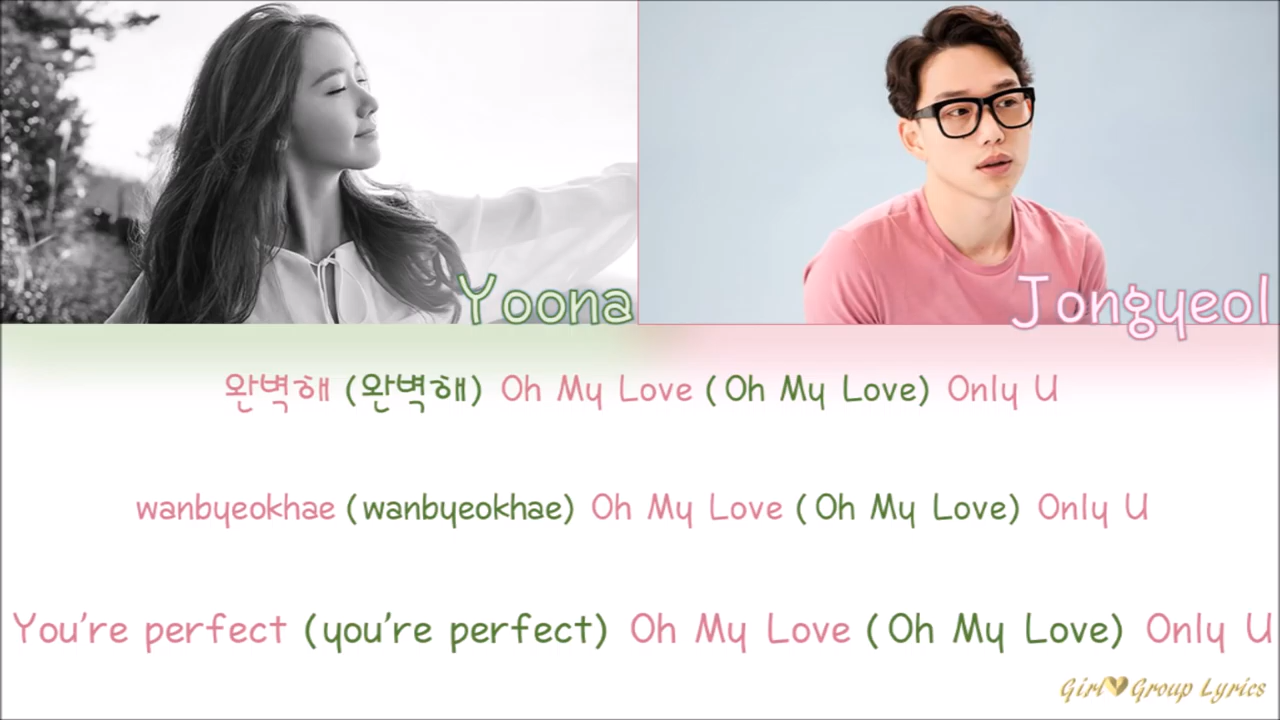 Yoona
Jongyeol
완벽해 (완벽해) Oh My Love (Oh My Love) Only U
wanbyeokhae (wanbyeokhae) Oh My Love (Oh My Love) Only U
You're perfect (you're perfect) Oh My Love (Oh My Love) Only U
Girl Group Lyrics